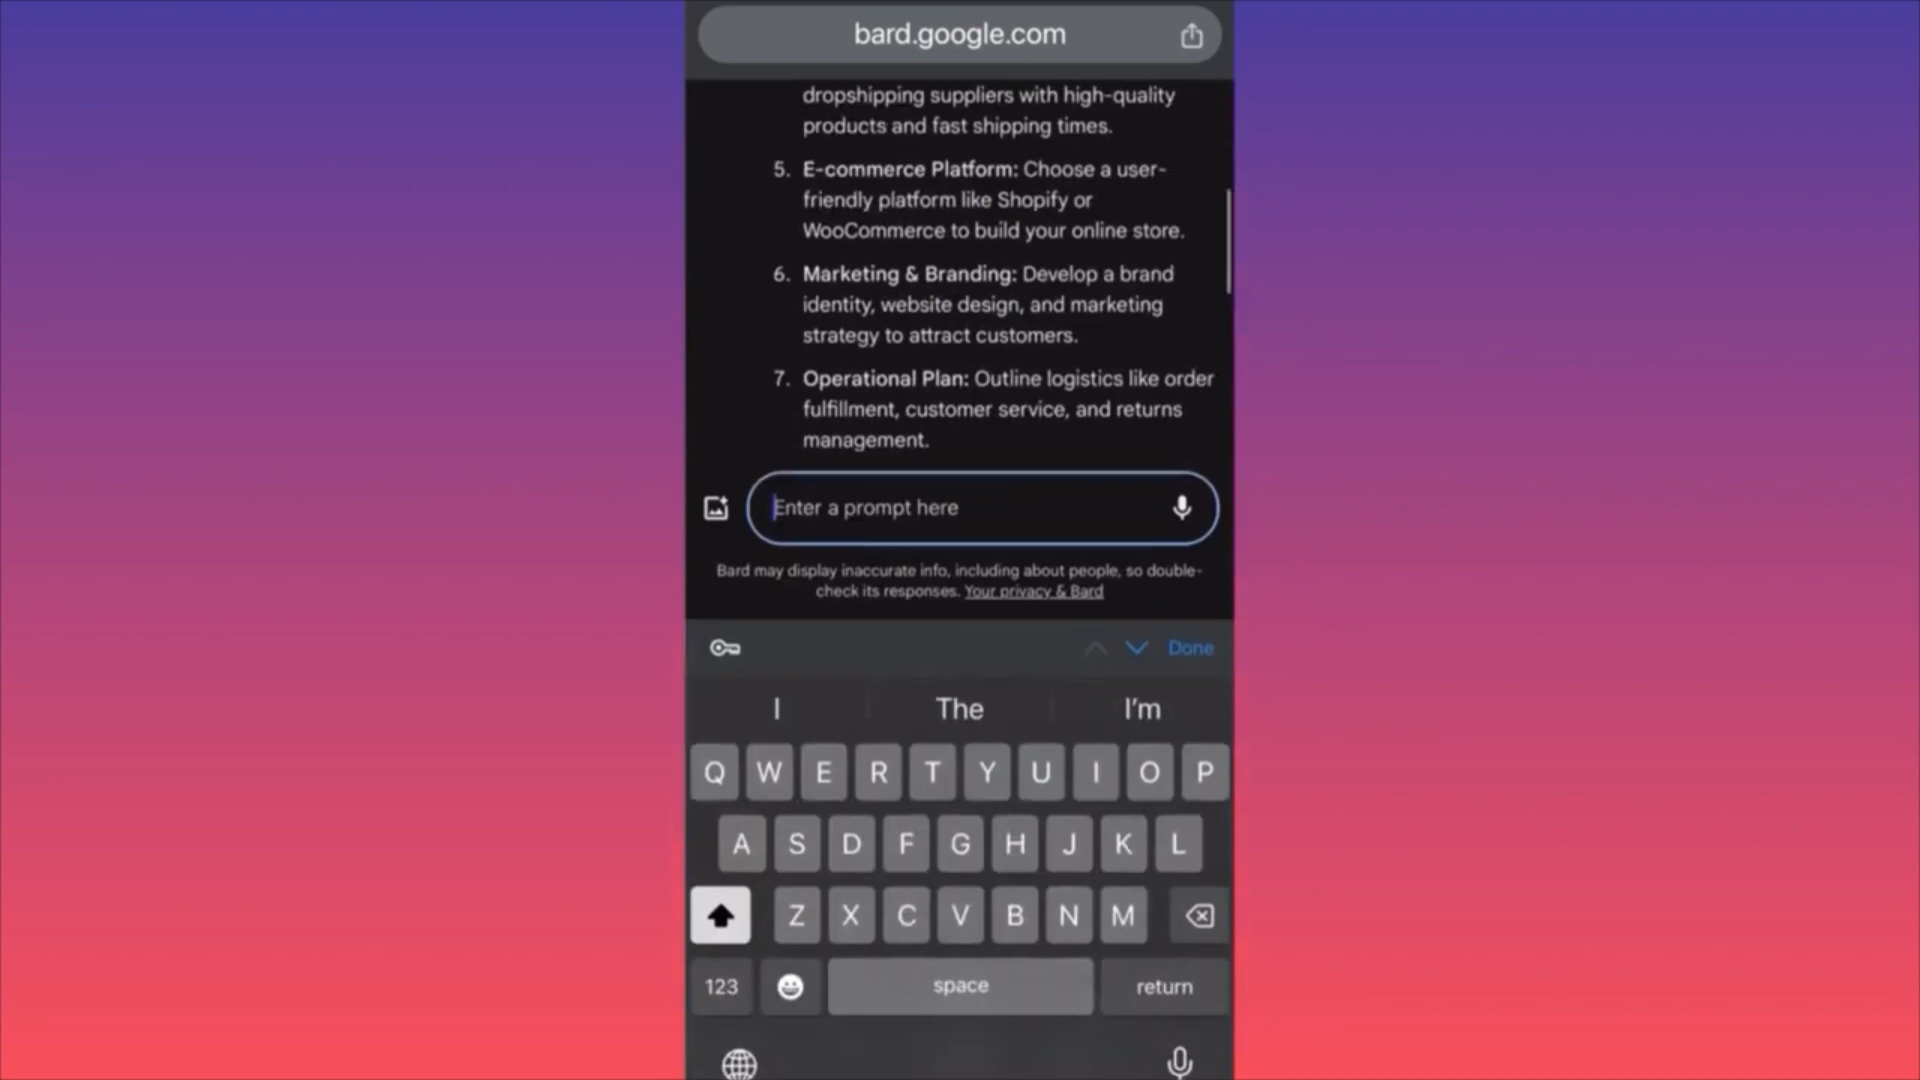 bard.google.com
dropshipping suppliers with high-quality
products and fast shipping times.
5. E-commerce Platform: Choose a user-
friendly platform like Shopify or
WooCommerce to build your online store.
6. Marketing & Branding: Develop a brand
identity, website design, and marketing
strategy to attract customers.
7. Operational Plan: Outline logistics like order
fulfillment, customer service, and returns
management.
Enter a prompt here
Bard may display inaccurate info, including about people, so double-
check its responses. Your privacy & Bard
Done
I The I'm
Q W E R T Y U I O P
A S D F G H J K L
Z X C V B N M
123 space return